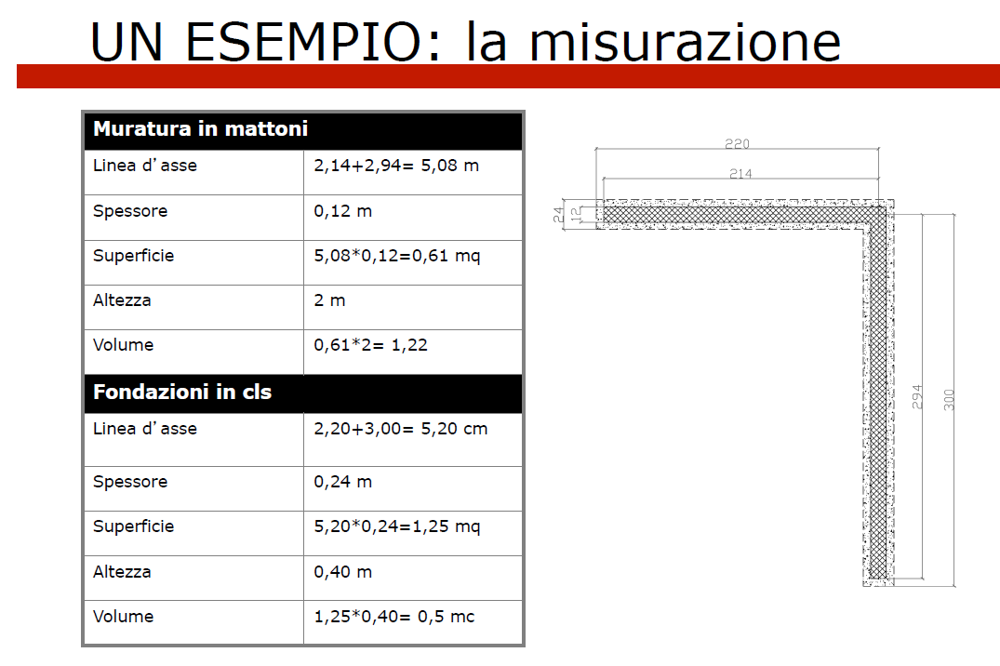 UN ESEMPIO: la misurazione
Muratura in mattoni
Linea d’asse 2,14+2,94= 5,08 m
Spessore 0,12 m
Superficie 5,08*0,12=0,61 mq
Altezza 2 m
Volume 0,61*2= 1,22
Fondazioni in cls
Linea d’asse 2,20+3,00= 5,20 cm
Spessore 0,24 m
Superficie 5,20*0,24=1,25 mq
Altezza 0,40 m
Volume 1,25*0,40= 0,5 mc
220
214
24
12
294
300